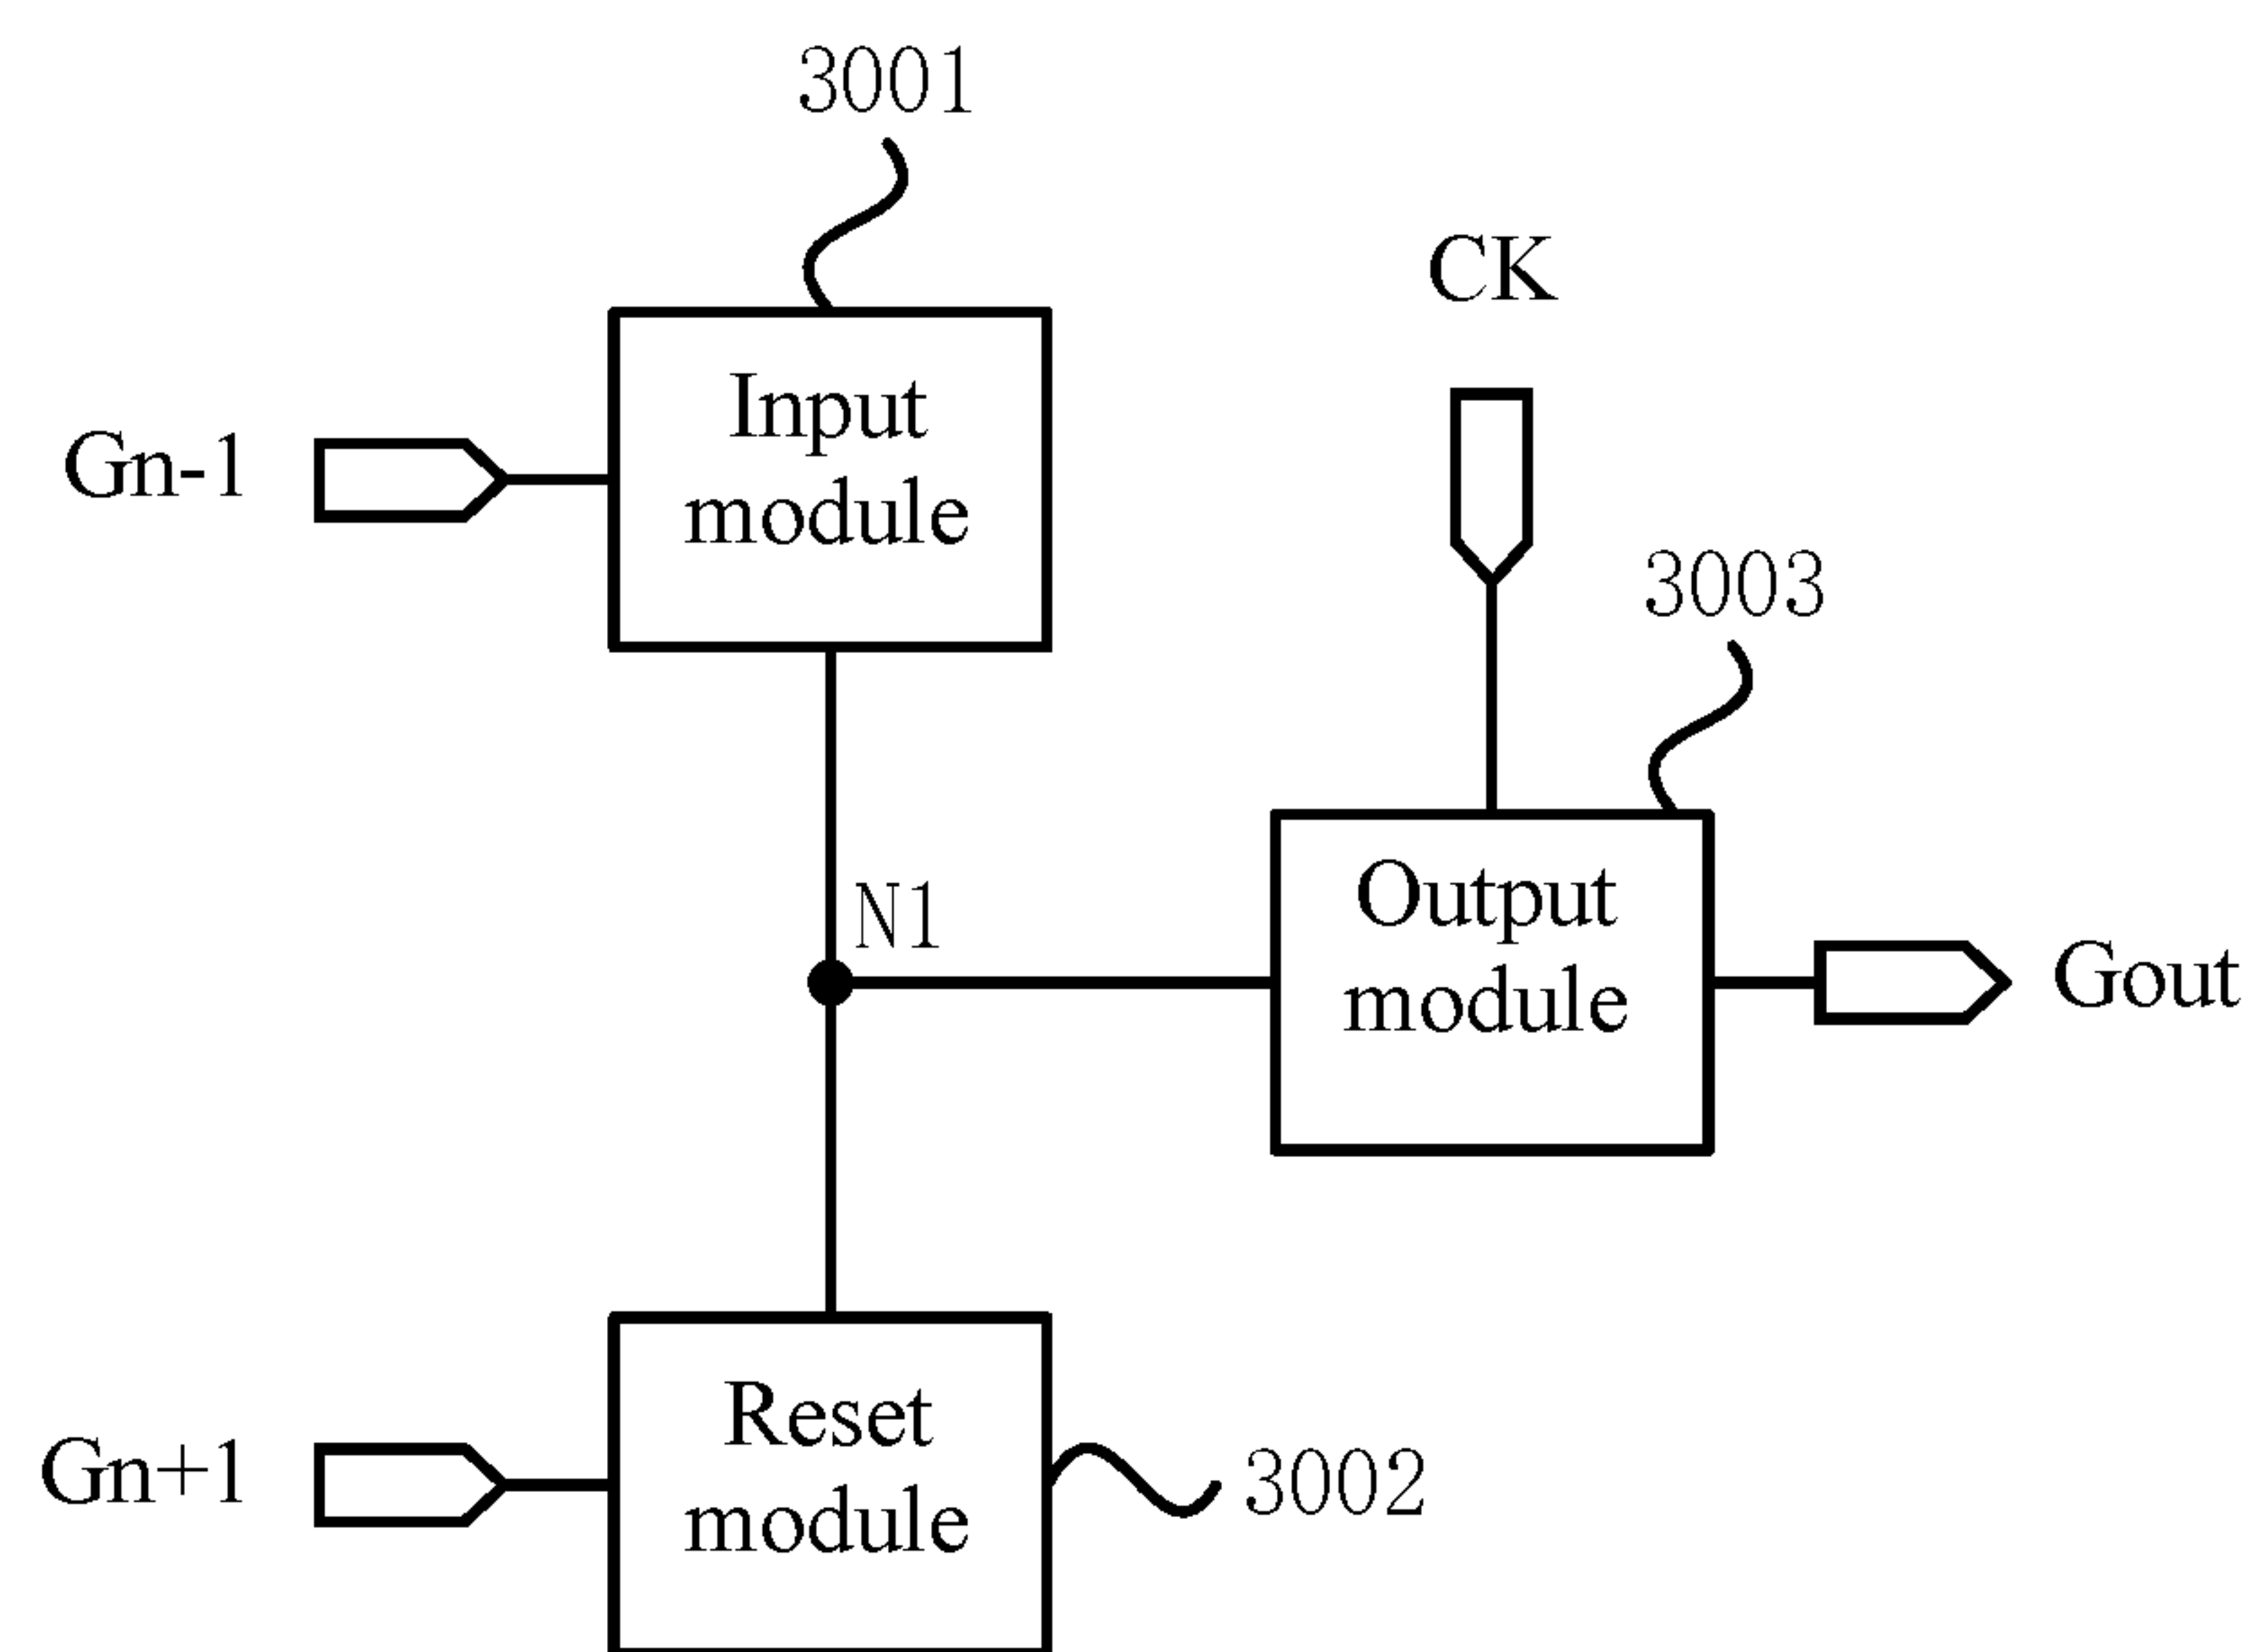 3001
CK
Input
module
Gn-1
3003
N1
Output
module
Gout
Reset
module
Gn+1
3002